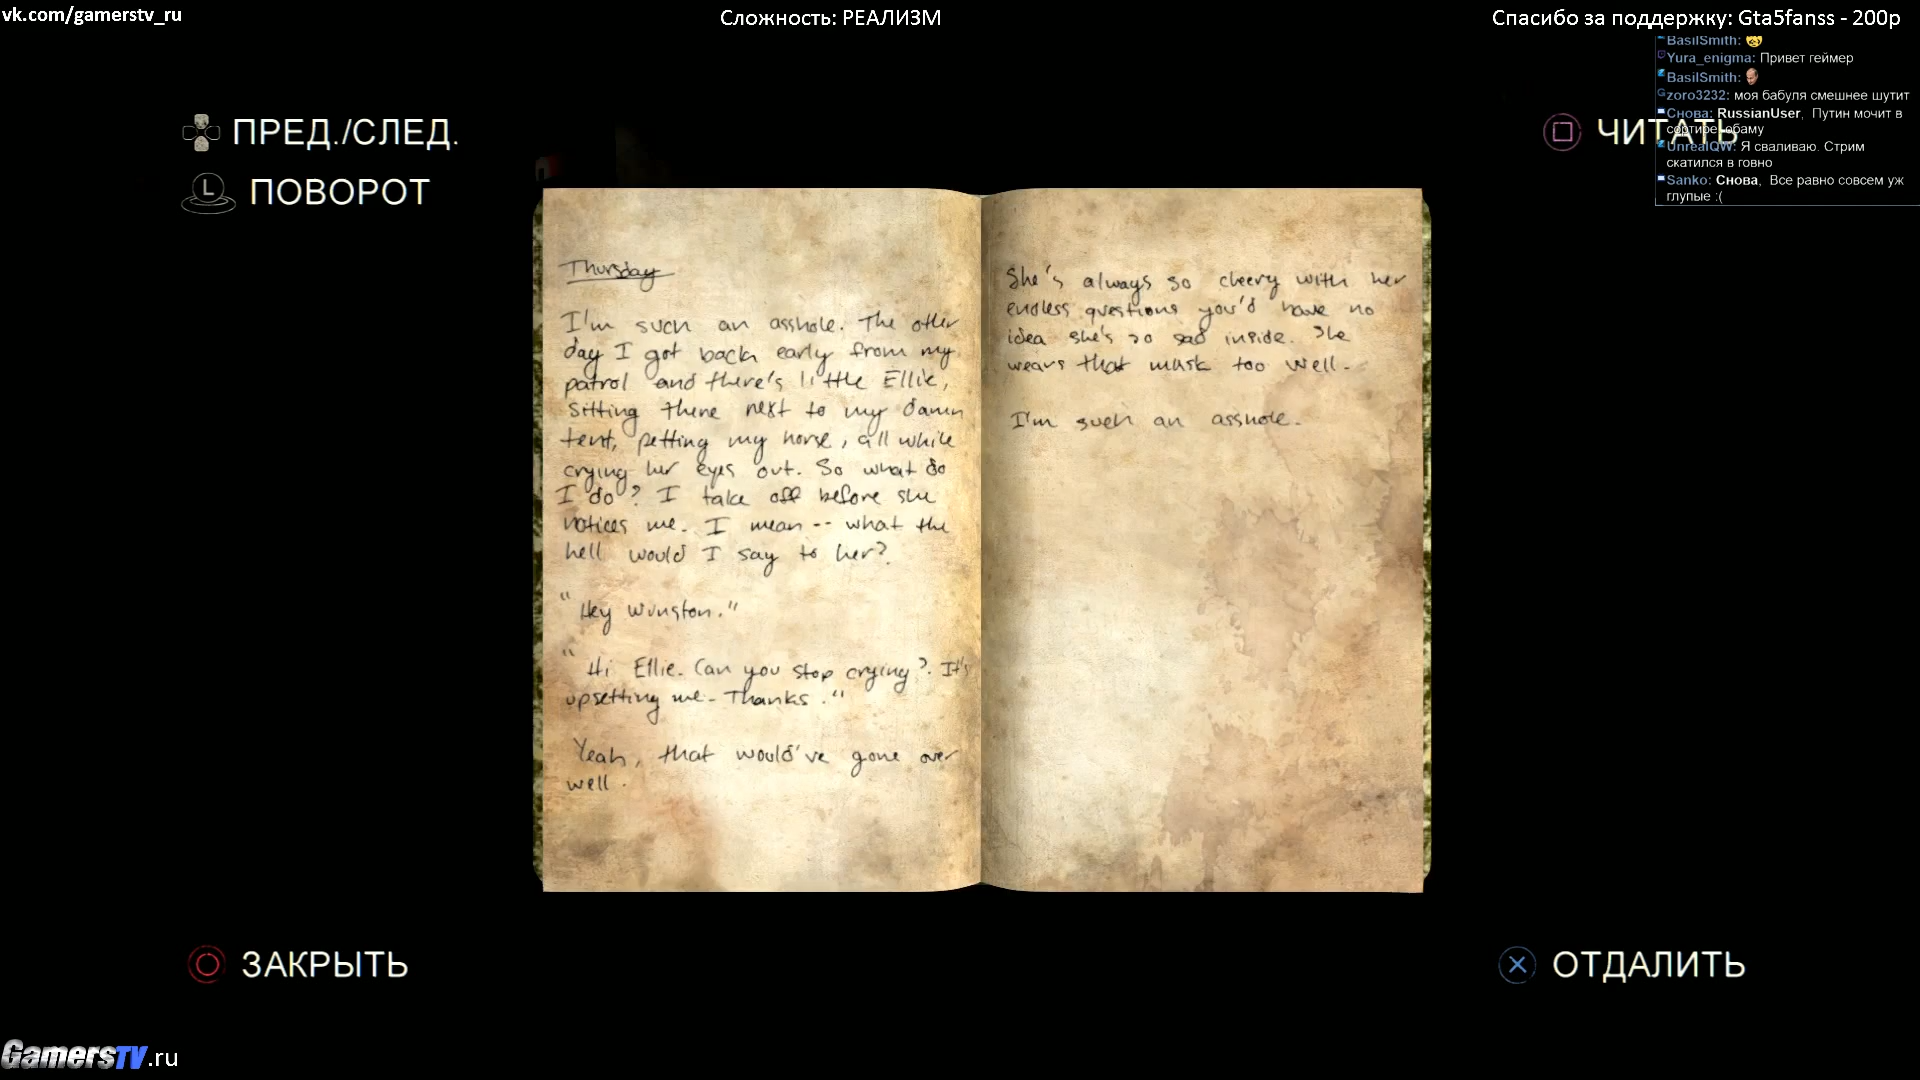 vk.com/gamerstv_ru
Сложность: РЕАЛИЗМ
Спасибо за поддержку: Gta5fanss - 200р
BasilSmith:
Yura_enigma: Привет геймер
BasilSmith:
zoro3232: моя бабуля смешнее шутит
Снова: RussianUser, Путин мочит в
сортире обаму
UnrealQW: Я сваливаю. Стрим
скатился в говно
Sanko: Снова, Все равно совсем уж
глупые :(
ПРЕД./СЛЕД.
ПОВОРОТ
L
ЧИТАТЬ
Thursday
I'm such an asshole. The other
day I got back early from my
patrol and there's little Ellie,
sitting there next to my damn
tent, petting my horse, all while
crying her eyes out. So what do
I do? I take off before she
notices me. I mean -- what the
hell would I say to her?
"Hey Winston."
"Hi Ellie. Can you stop crying? It's
upsetting me. Thanks."
Yeah, that would've gone over
well.
She's always so cheery with her
endless questions you'd have no
idea she's so sad inside. She
wears that mask too well.
I'm such an asshole.
ЗАКРЫТЬ
ОТДАЛИТЬ
GamersTV.ru